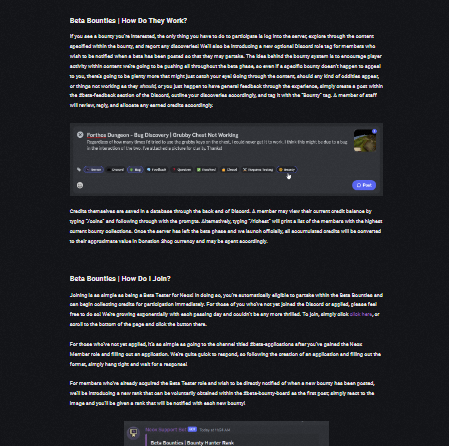 Beta Bounties | How Do They Work?
If you see a bounty you're interested, the only thing you have to do to participate is log into the server, explore through the content
specified within the bounty, and report any discoveries! We'll also be introducing a new optional Discord role tag for members who
wish to be notified when a beta has been posted so that they may partake. The idea behind the bounty system is to encourage player
activity within content we're going to be pushing all throughout the beta phase, so even if a specific bounty doesn't happen to appeal
to you, there's going to be plenty more that might just catch your eye! Going through the content, should any kind of oddities appear,
or things not working as they should, or you just happen to have general feedback through the experience, simply create a post within
the #beta-feedback section of the Discord, outline your discoveries accordingly, and tag it with the "Bounty" tag. A member of staff
will review, reply, and allocate any earned credits accordingly.
Forthos Dungeon - Bug Discovery | Grubby Chest Not Working
Regardless of how many times I tried to use the grubby keys on the chest, I could never get it to work. I think this might be due to a bug
in the interaction of the two. I've attached a picture for ya'll. Thanks!
Bug Feedback Question Closed Bounty
Post
Credits themselves are saved in a database through the back end of Discord. A member may view their current credit balance by
typing "/coins" and following through with the prompts. Alternatively, typing "/richest" will print a list of the members with the highest
current bounty collections. Once the server has left the beta phase and we launch officially, all accumulated credits will be converted
to their approximate value in Donation Shop currency and may be spent accordingly.
Beta Bounties | How Do I Join?
Joining is as simple as being a Beta Tester for Neos! In doing so, you're automatically eligible to partake within the Beta Bounties and
can begin collecting credits for participation immediately. For those of you who've not yet joined the Discord or applied, please feel
free to do so! We're growing exponentially with each passing day and couldn't be any more thrilled. To join, simply click click here, or
scroll to the bottom of the page and click the button there.
For those who've not yet applied, it's as simple as going to the channel titled #beta-applications after you've gained the Neos
Member role and filling out an application. We're quite quick to respond, so following the creation of an application and filling out the
format, simply hang tight and wait for a response!
For members who've already acquired the Beta Tester role and wish to be directly notified of when a new bounty has been posted,
we'll be introducing a new rank that can be voluntarily obtained within the #beta-bounty-board as the first post; simply react to the
image and you'll be given a rank that will be notified with each new bounty!
Neos Support Bot BOT Today at
Beta Bounties | Bounty Hunter Rank